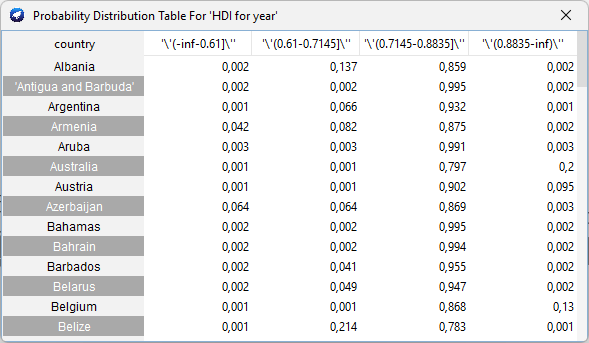 Probability Distribution Table For 'HDI for year'
country '\'(-inf-0.61]\'' '\'(0.61-0.7145]\'' '\'(0.7145-0.8835]\'' '\'(0.8835-inf)\''
Albania 0,002 0,137 0,859 0,002
'Antigua and Barbuda' 0,002 0,002 0,995 0,002
Argentina 0,001 0,066 0,932 0,001
Armenia 0,042 0,082 0,875 0,002
Aruba 0,003 0,003 0,991 0,003
Australia 0,001 0,001 0,797 0,2
Austria 0,001 0,001 0,902 0,095
Azerbaijan 0,064 0,064 0,869 0,003
Bahamas 0,002 0,002 0,995 0,002
Bahrain 0,002 0,002 0,994 0,002
Barbados 0,002 0,041 0,955 0,002
Belarus 0,002 0,049 0,947 0,002
Belgium 0,001 0,001 0,868 0,13
Belize 0,001 0,214 0,783 0,001